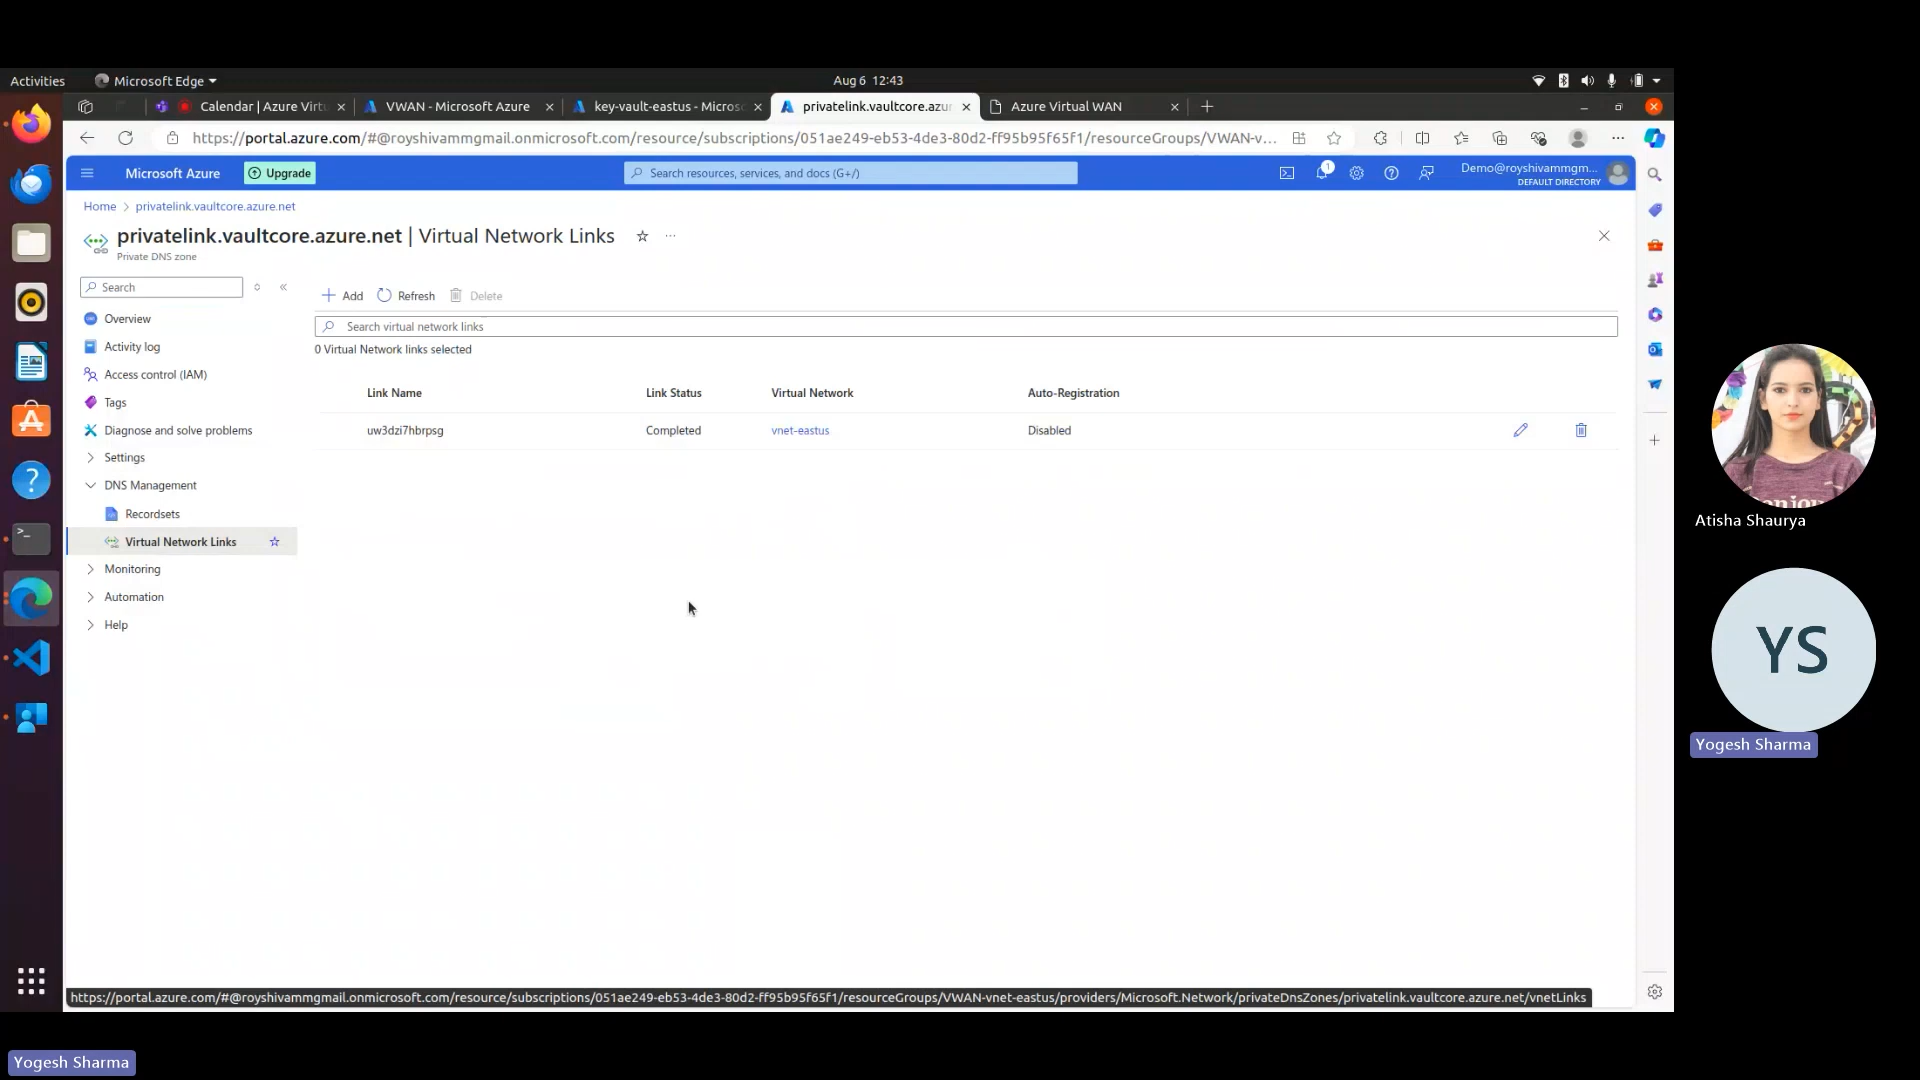 Activities
Microsoft Edge
Aug 6 12:43
Calendar | Azure Virtu
VWAN - Microsoft Azure
key-vault-eastus - Micros
privatelink.vaultcore.azur
Azure Virtual WAN
https://portal.azure.com/#@royshivammgmail.onmicrosoft.com/resource/subscriptions/051ae249-eb53-4de3-80d2-ff95b95f65f1/resourceGroups/VWAN-v...
Microsoft Azure
Upgrade
Search resources, services, and docs (G+/)
1
Demo@royshivammgm...
DEFAULT DIRECTORY
Home > privatelink.vaultcore.azure.net
privatelink.vaultcore.azure.net | Virtual Network Links
Private DNS zone
Search
Overview
Activity log
Access control (IAM)
Tags
Diagnose and solve problems
Settings
DNS Management
Recordsets
Virtual Network Links
Monitoring
Automation
Help
Add Refresh Delete
Search virtual network links
0 Virtual Network links selected
Link Name Link Status Virtual Network Auto-Registration
uw3dzi7hbrpsg Completed vnet-eastus Disabled
https://portal.azure.com/#@royshivammgmail.onmicrosoft.com/resource/subscriptions/051ae249-eb53-4de3-80d2-ff95b95f65f1/resourceGroups/VWAN-vnet-eastus/providers/Microsoft.Network/privateDnsZones/privatelink.vaultcore.azure.net/vnetLinks
Atisha Shaurya
YS
Yogesh Sharma
Yogesh Sharma